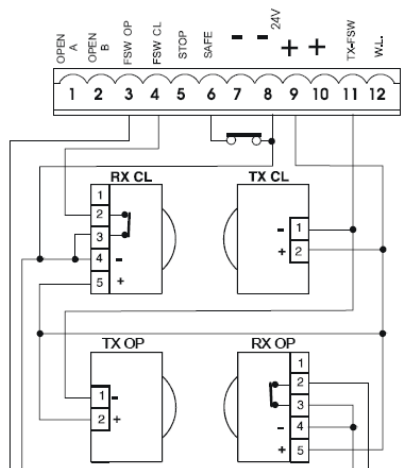 OPEN A
OPEN B
FSW OP
FSW CL
STOP
SAFE
-
-
24V
+
+
TX-FSW
W.L.
1 2 3 4 5 6 7 8 9 10 11 12
RX CL
1
2
3
4 -
5 +
TX CL
- 1
+ 2
TX OP
1 -
2 +
RX OP
1
2
3
- 4
+ 5